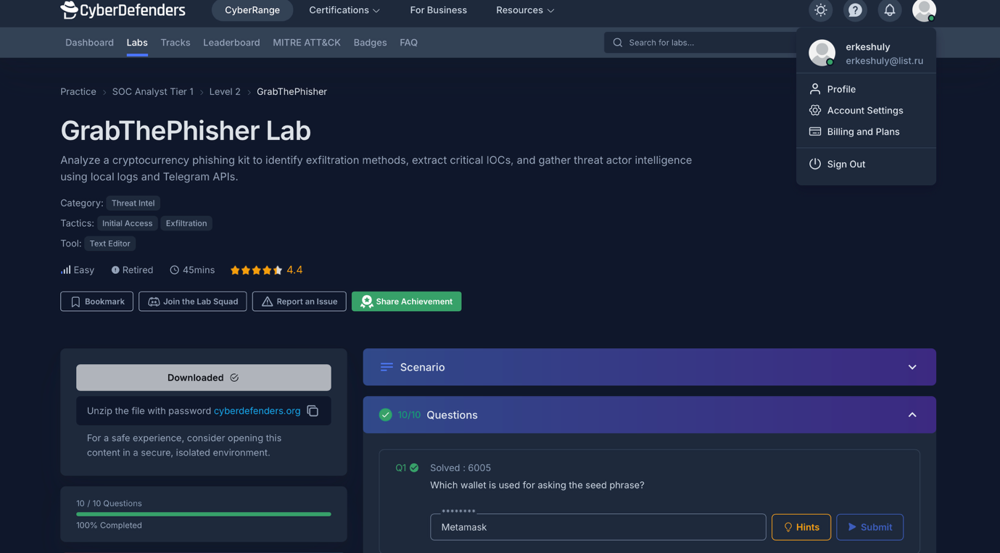 CyberDefenders
CyberRange
Certifications
For Business
Resources
Dashboard
Labs
Tracks
Leaderboard
MITRE ATT&CK
Badges
FAQ
Search for labs...
erkeshuly
erkeshuly@list.ru
Profile
Account Settings
Billing and Plans
Sign Out
Practice › SOC Analyst Tier 1 › Level 2 › GrabThePhisher
GrabThePhisher Lab
Analyze a cryptocurrency phishing kit to identify exfiltration methods, extract critical IOCs, and gather threat actor intelligence
using local logs and Telegram APIs.
Category: Threat Intel
Tactics: Initial Access Exfiltration
Tool: Text Editor
Easy Retired 45mins 4.4
Bookmark
Join the Lab Squad
Report an Issue
Share Achievement
Downloaded
Unzip the file with password cyberdefenders.org
For a safe experience, consider opening this
content in a secure, isolated environment.
10 / 10 Questions
100% Completed
Scenario
10/10 Questions
Q1 Solved : 6005
Which wallet is used for asking the seed phrase?
********
Metamask
Hints
Submit